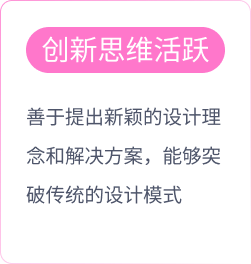 创新思维活跃
善于提出新颖的设计理
念和解决方案，能够突
破传统的设计模式